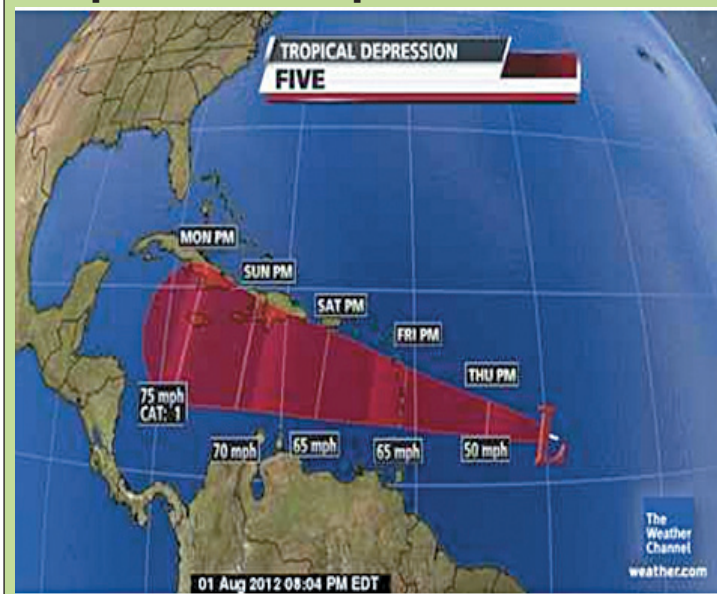 TROPICAL DEPRESSION
FIVE
MON PM
SUN PM
SAT PM
FRI PM
THU PM
75 mph
CAT: 1
70 mph
65 mph
65 mph
50 mph
L
The
Weather
Channel
weather.com
01 Aug 2012 08:04 PM EDT